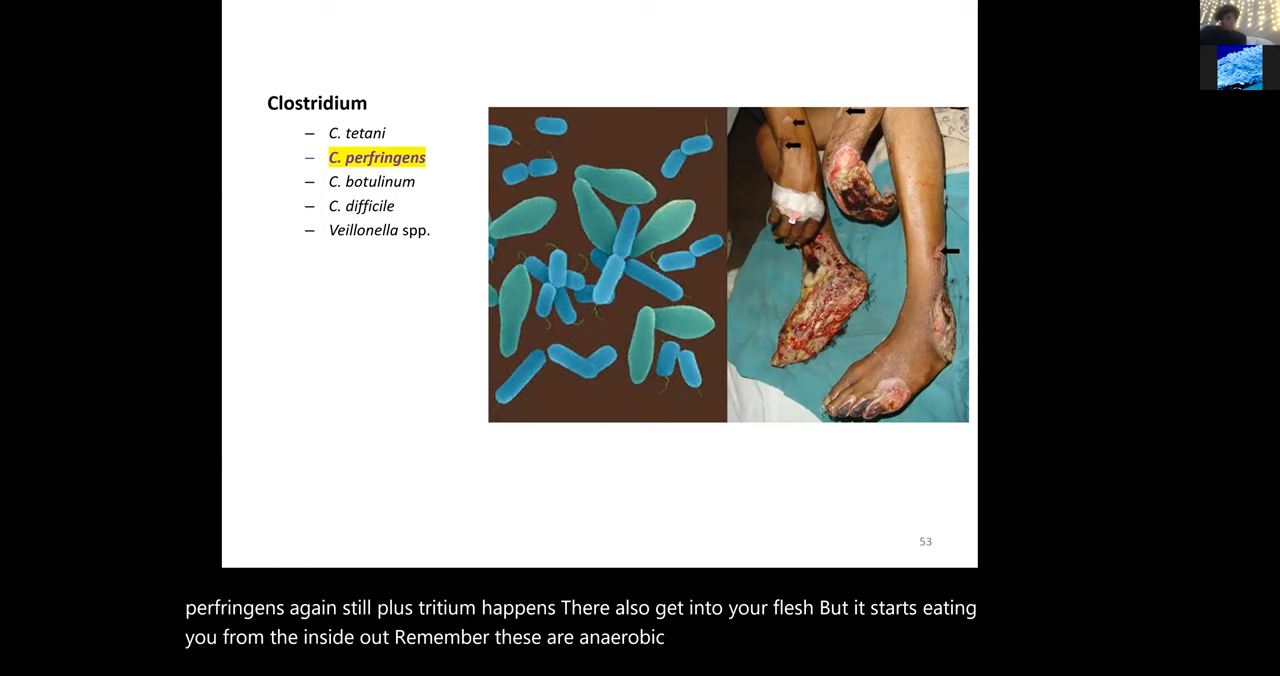 Clostridium
– C. tetani
– C. perfringens
– C. botulinum
– C. difficile
– Veillonella spp.
53
perfringens again still plus tritium happens There also get into your flesh But it starts eating
you from the inside out Remember these are anaerobic